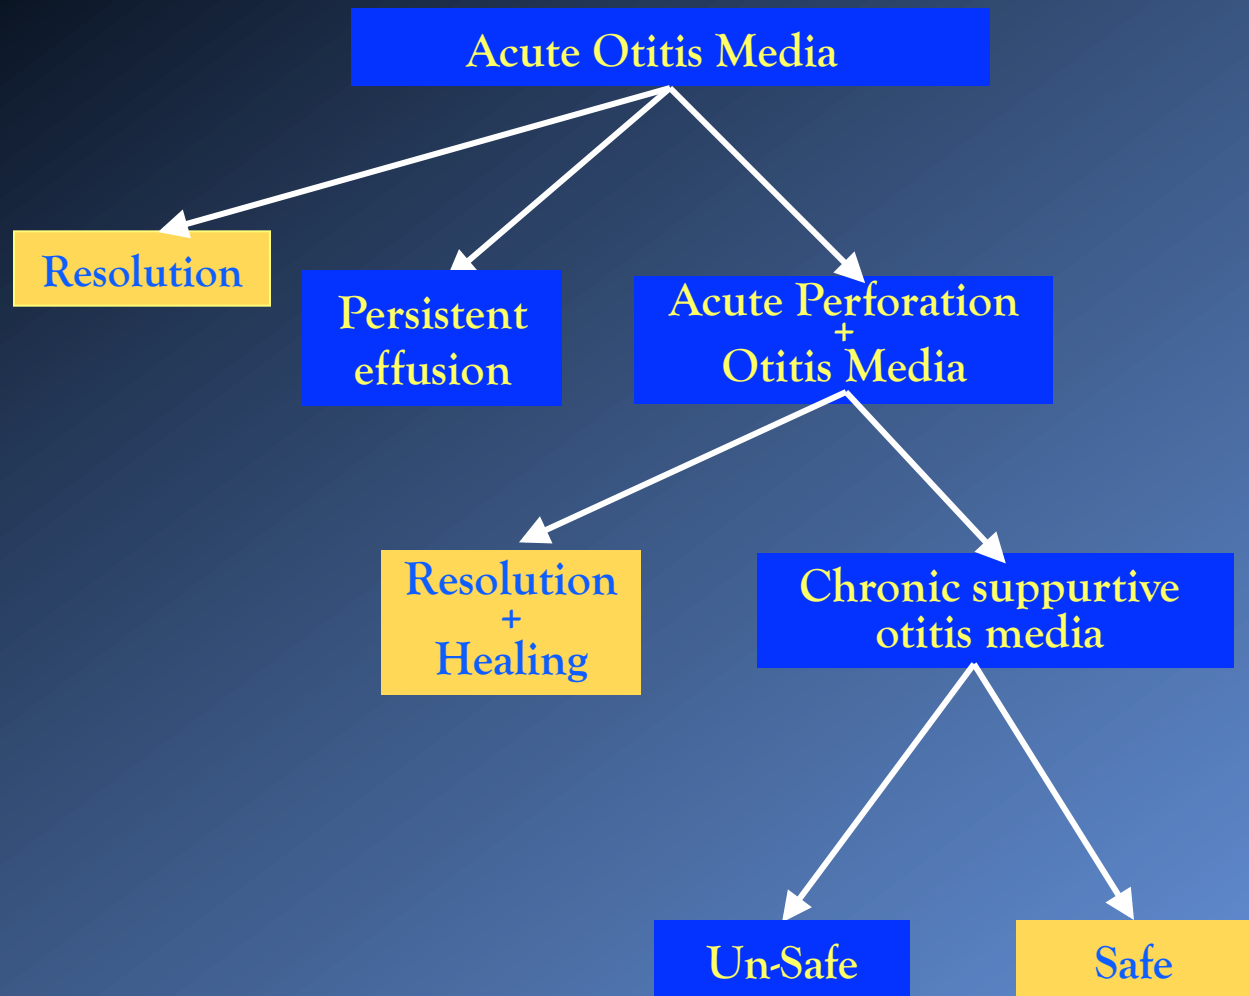 Acute Otitis Media
Resolution
Persistent
effusion
Acute Perforation
+
Otitis Media
Resolution
+
Healing
Chronic suppurtive
otitis media
Un-Safe
Safe